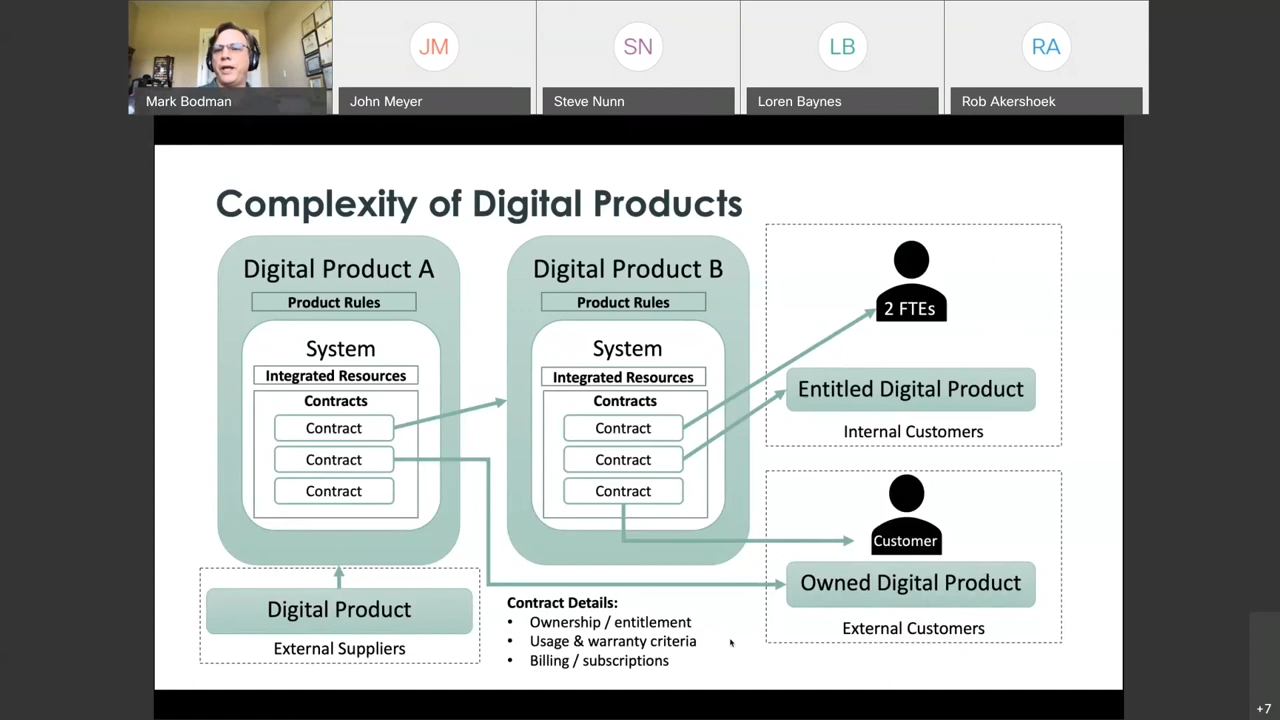 JM
SN
LB
RA
Mark Bodman
John Meyer
Steve Nunn
Loren Baynes
Rob Akershoek
Complexity of Digital Products
Digital Product A
Product Rules
System
Integrated Resources
Contracts
Contract
Contract
Contract
Digital Product
External Suppliers
Digital Product B
Product Rules
System
Integrated Resources
Contracts
Contract
Contract
Contract
Contract Details:
• Ownership / entitlement
• Usage & warranty criteria
• Billing / subscriptions
2 FTEs
Entitled Digital Product
Internal Customers
Customer
Owned Digital Product
External Customers
+7